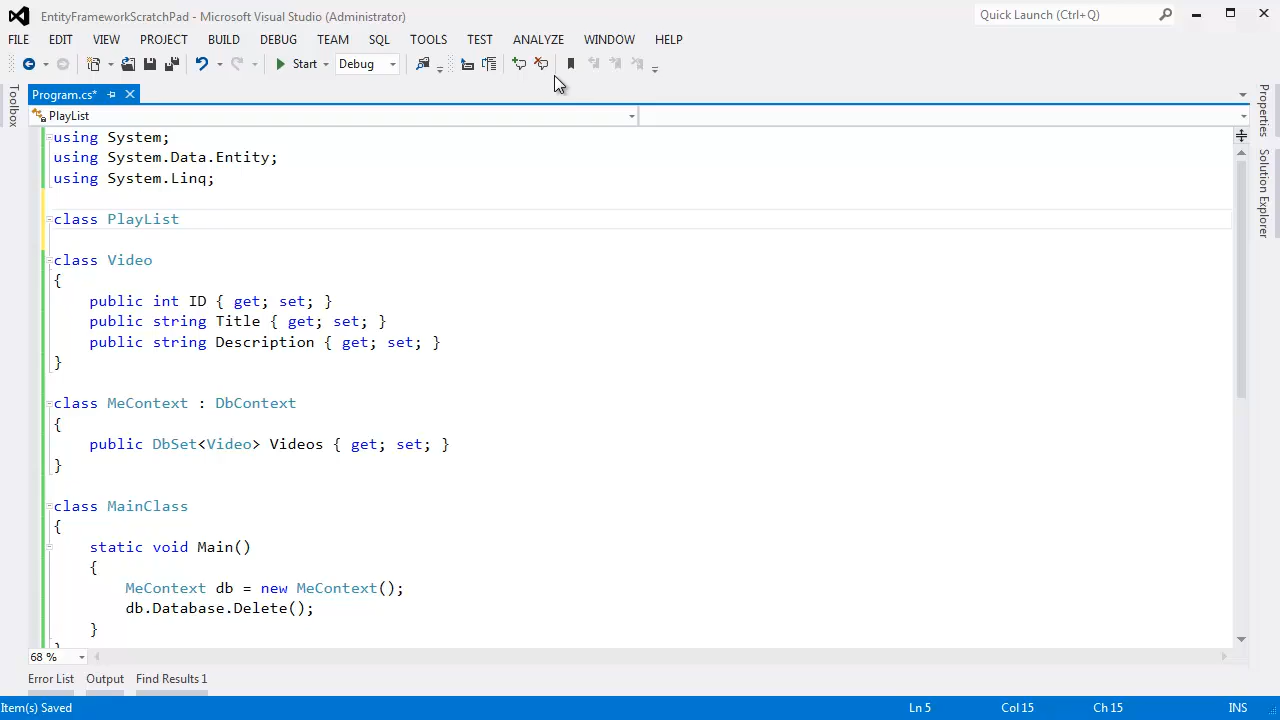 EntityFrameworkScratchPad - Microsoft Visual Studio (Administrator)
Quick Launch (Ctrl+Q)
FILE EDIT VIEW PROJECT BUILD DEBUG TEAM SQL TOOLS TEST ANALYZE WINDOW HELP
Start Debug
Toolbox
Program.cs*
Properties
Solution Explorer
PlayList
using System;
using System.Data.Entity;
using System.Linq;
class PlayList
class Video
{
public int ID { get; set; }
public string Title { get; set; }
public string Description { get; set; }
}
class MeContext : DbContext
{
public DbSet<Video> Videos { get; set; }
}
class MainClass
{
static void Main()
{
MeContext db = new MeContext();
db.Database.Delete();
}
}
68 %
Error List Output Find Results 1
Item(s) Saved Ln 5 Col 15 Ch 15 INS